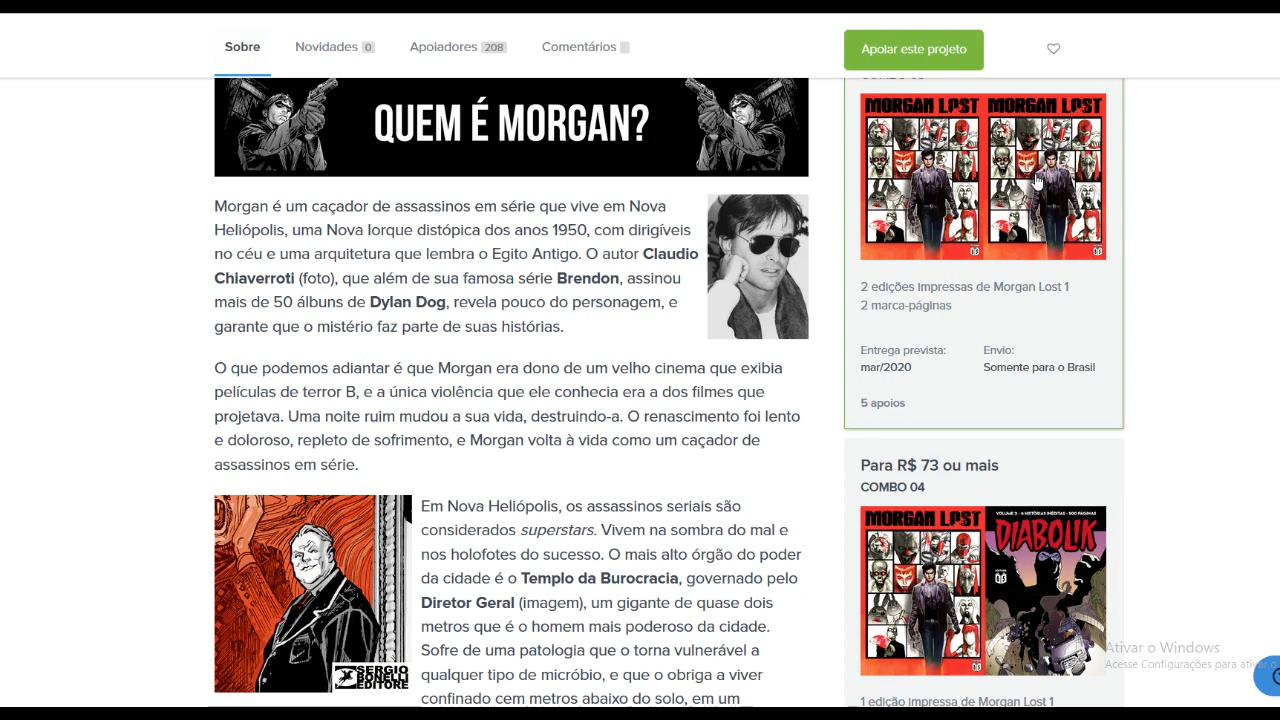 Sobre
Novidades 0
Apoiadores 208
Comentários
Apoiar este projeto
QUEM É MORGAN?
Morgan é um caçador de assassinos em série que vive em Nova
Heliópolis, uma Nova Iorque distópica dos anos 1950, com dirigíveis
no céu e uma arquitetura que lembra o Egito Antigo. O autor Claudio
Chiaverroti (foto), que além de sua famosa série Brendon, assinou
mais de 50 álbuns de Dylan Dog, revela pouco do personagem, e
garante que o mistério faz parte de suas histórias.
O que podemos adiantar é que Morgan era dono de um velho cinema que exibia
películas de terror B, e a única violência que ele conhecia era a dos filmes que
projetava. Uma noite ruim mudou a sua vida, destruindo-a. O renascimento foi lento
e doloroso, repleto de sofrimento, e Morgan volta à vida como um caçador de
assassinos em série.
SERGIO
BONELLI
EDITORE
Em Nova Heliópolis, os assassinos seriais são
considerados superstars. Vivem na sombra do mal e
nos holofotes do sucesso. O mais alto órgão do poder
da cidade é o Templo da Burocracia, governado pelo
Diretor Geral (imagem), um gigante de quase dois
metros que é o homem mais poderoso da cidade.
Sofre de uma patologia que o torna vulnerável a
qualquer tipo de micróbio, e que o obriga a viver
confinado cem metros abaixo do solo, em um
MORGAN LOST
MORGAN LOST
2 edições impressas de Morgan Lost 1
2 marca-páginas
Entrega prevista:
mar/2020
Envio:
Somente para o Brasil
5 apoios
Para R$ 73 ou mais
COMBO 04
MORGAN LOST
VOLUME 2 • 4 HISTÓRIAS INÉDITAS • 500 PÁGINAS
DIABOLIK
1 edição impressa de Morgan Lost 1
Ativar o Windows
Acesse Configurações para ativar o